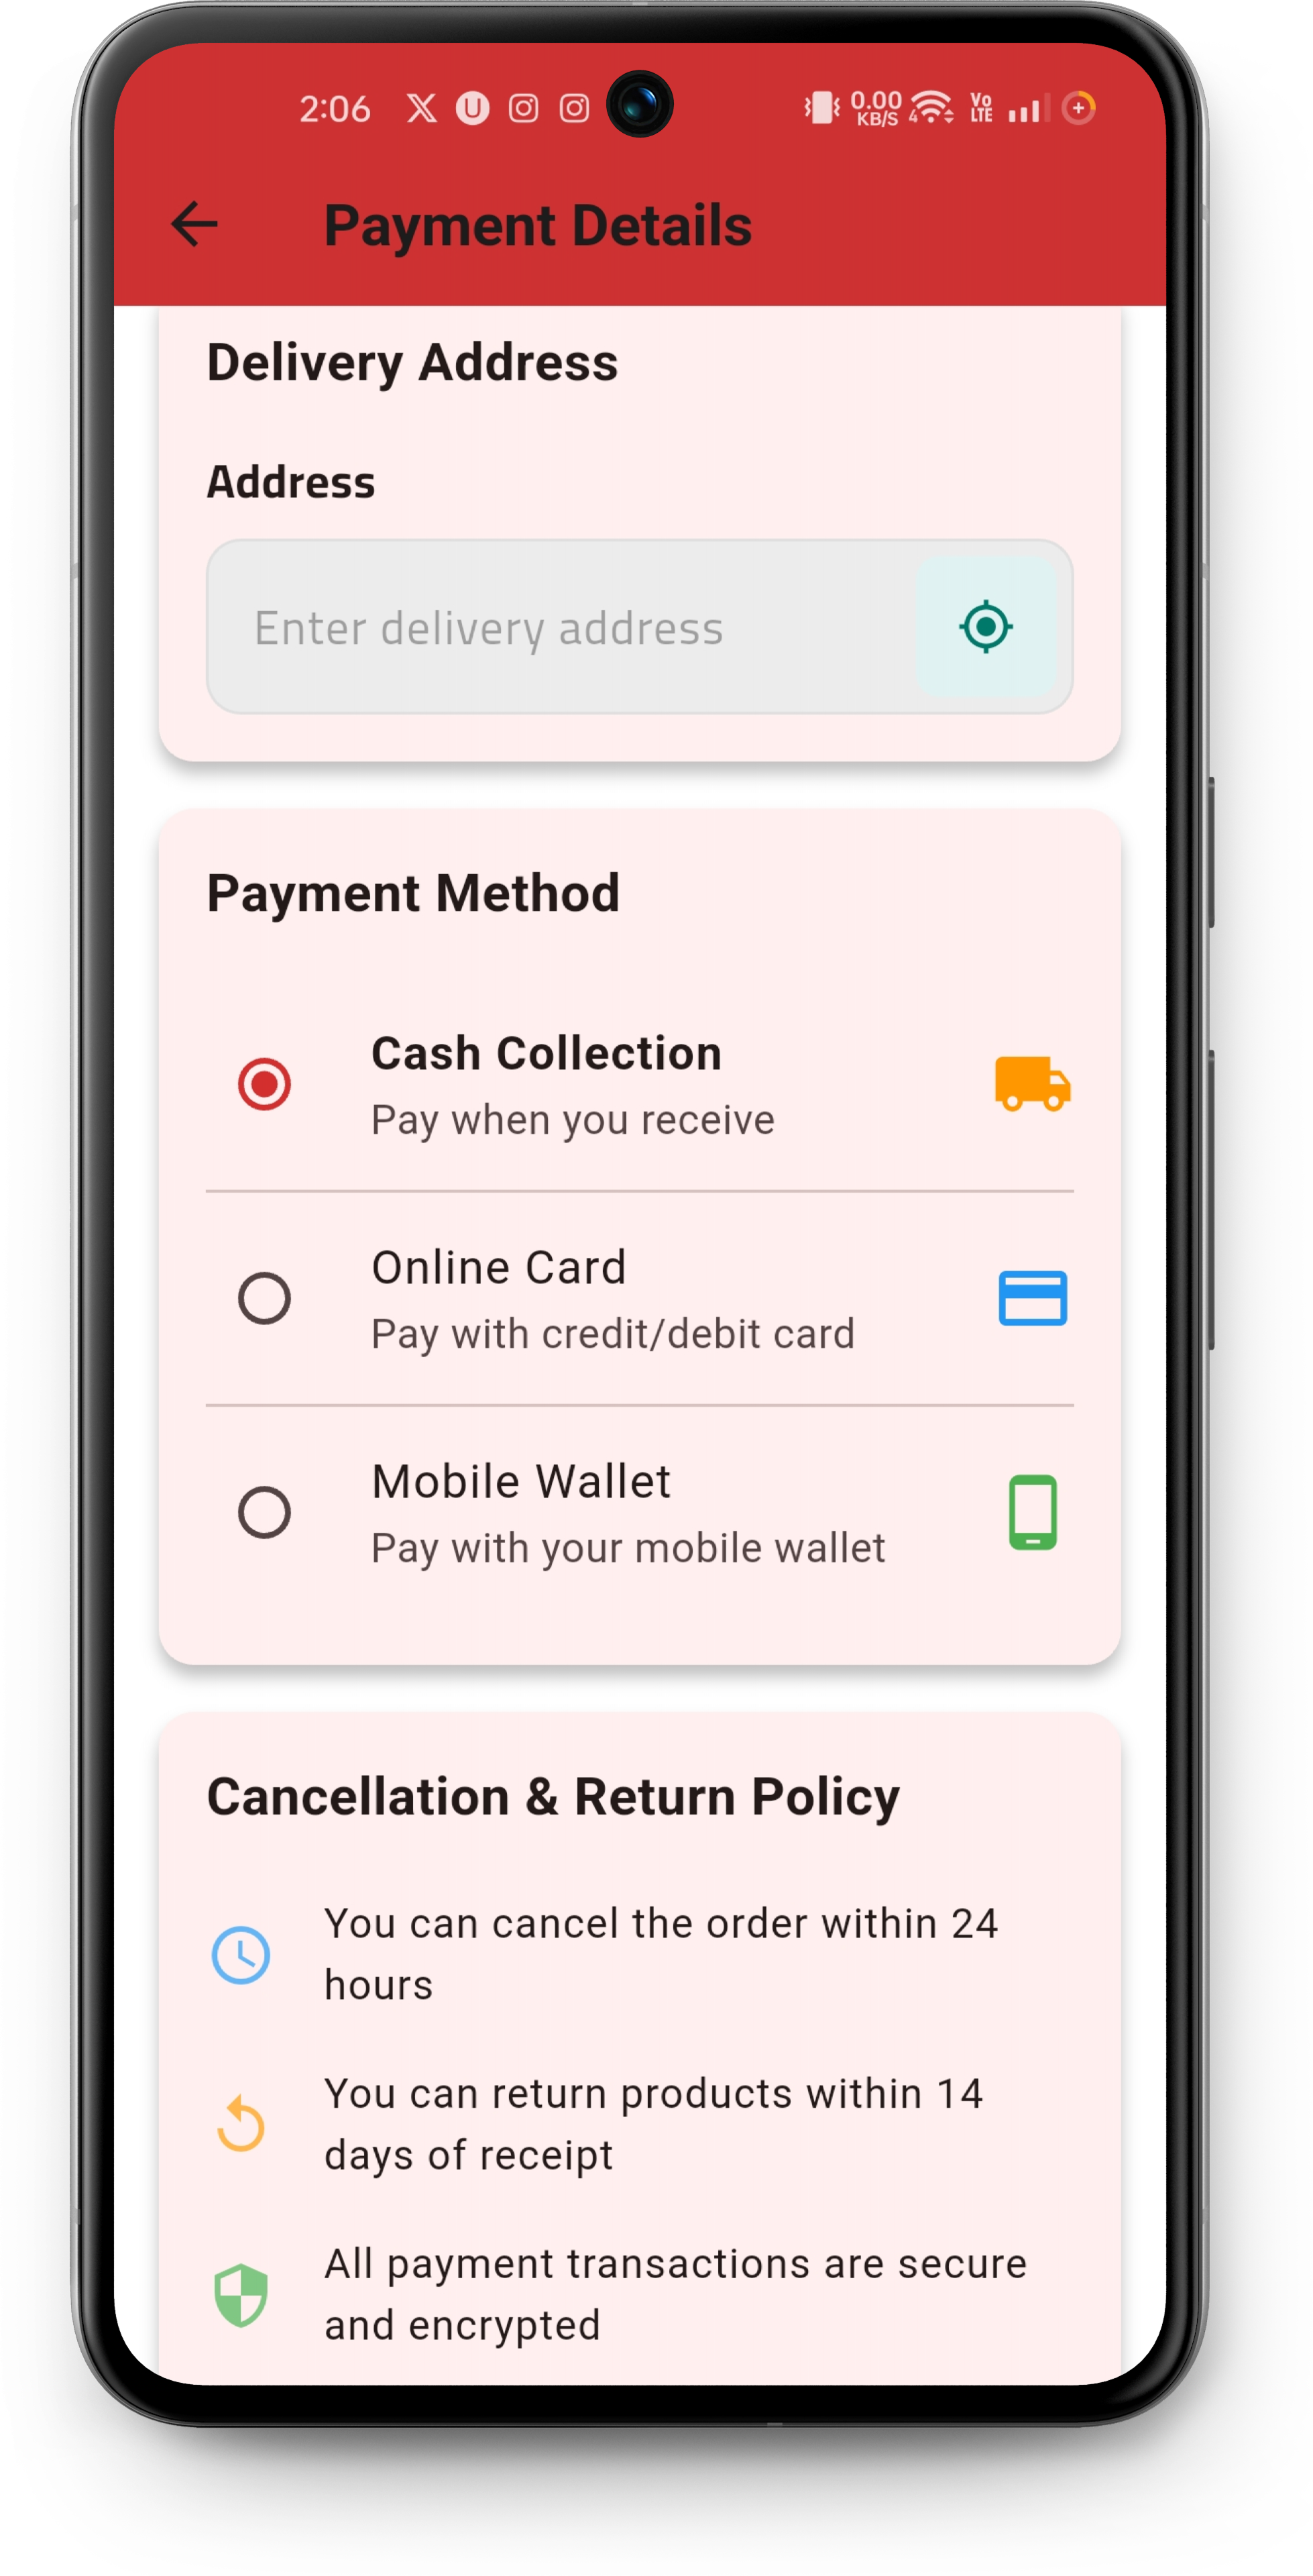 2:06
0.00
KB/S
4
Vo
LTE
Payment Details
Delivery Address
Address
Enter delivery address
Payment Method
Cash Collection
Pay when you receive
Online Card
Pay with credit/debit card
Mobile Wallet
Pay with your mobile wallet
Cancellation & Return Policy
You can cancel the order within 24
hours
You can return products within 14
days of receipt
All payment transactions are secure
and encrypted